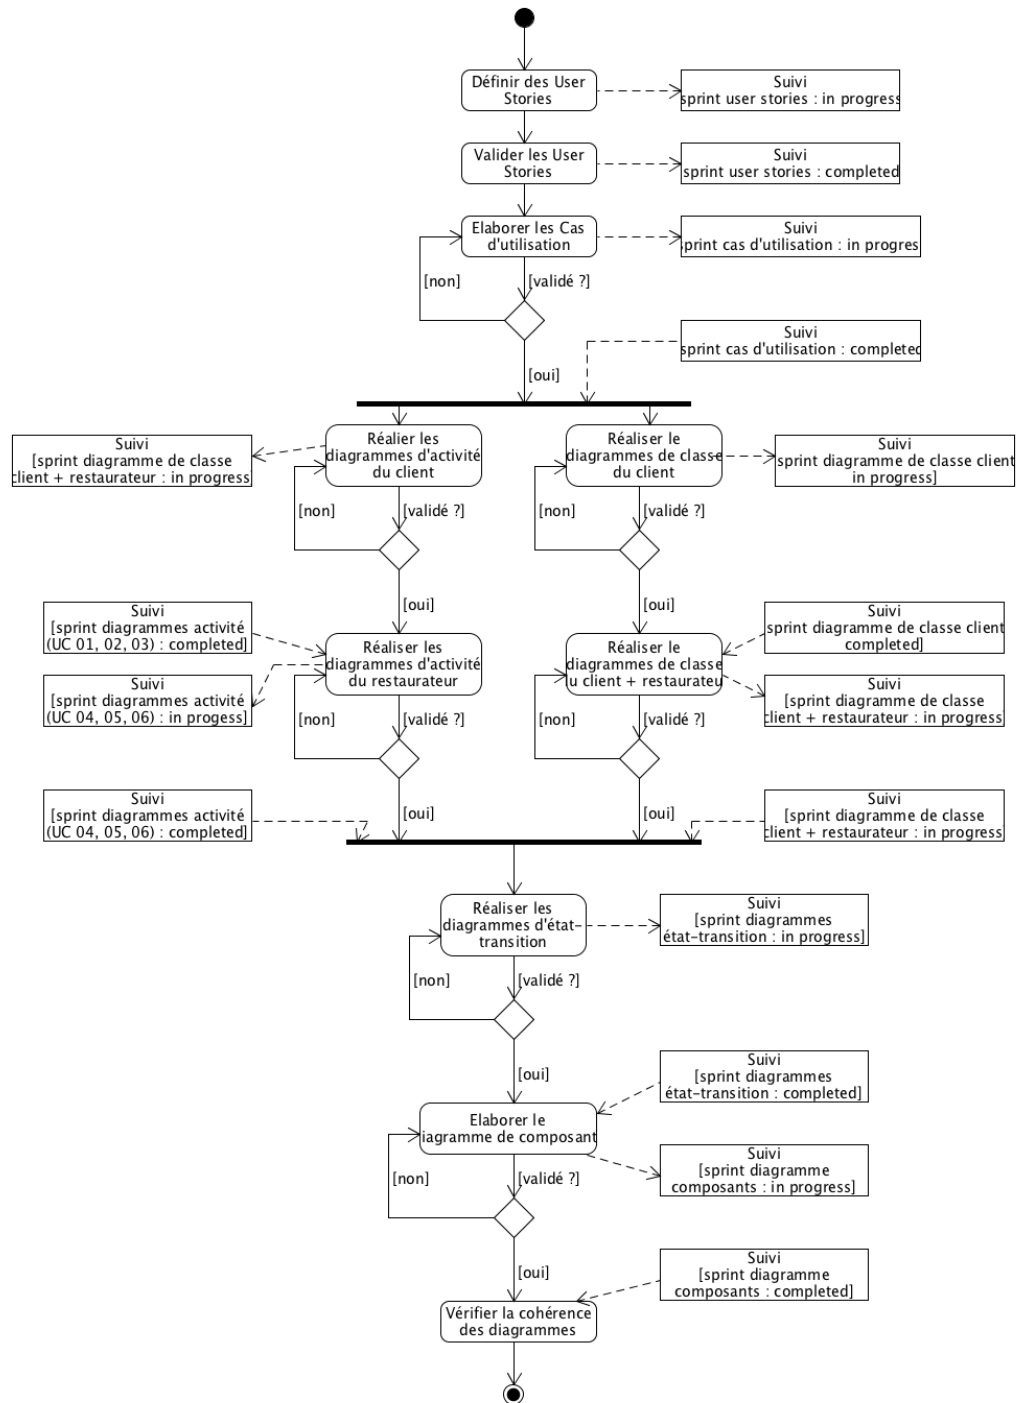 Définir des User
Stories
Suivi
sprint user stories : in progress
Valider les User
Stories
Suivi
sprint user stories : completed
Elaborer les Cas
d'utilisation
Suivi
print cas d'utilisation : in progres
[non]
[validé ?]
Suivi
sprint cas d'utilisation : completed
[oui]
Suivi
[sprint diagramme de classe
client + restaurateur : in progress
Réalier les
diagrammes d'activité
du client
Réaliser le
diagrammes de classe
du client
Suivi
sprint diagramme de classe client
in progress]
[non]
[validé ?]
[non]
[validé ?]
[oui]
[oui]
Suivi
[sprint diagrammes activité
(UC 01, 02, 03) : completed]
Réaliser les
diagrammes d'activité
du restaurateur
Réaliser le
diagrammes de classe
u client + restaurateu
Suivi
sprint diagramme de classe client
completed]
Suivi
[sprint diagrammes activité
(UC 04, 05, 06) : in progess]
Suivi
[sprint diagramme de classe
client + restaurateur : in progress
[non]
[validé ?]
[non]
[validé ?]
Suivi
[sprint diagrammes activité
(UC 04, 05, 06) : completed]
[oui]
[oui]
Suivi
[sprint diagramme de classe
client + restaurateur : in progress
Réaliser les
diagrammes d'état-
transition
Suivi
[sprint diagrammes
état-transition : in progress]
[non]
[validé ?]
[oui]
Suivi
[sprint diagrammes
état-transition : completed]
Elaborer le
iagramme de composant
Suivi
[sprint diagramme
composants : in progress]
[non]
[validé ?]
[oui]
Suivi
[sprint diagramme
composants : completed]
Vérifier la cohérence
des diagrammes